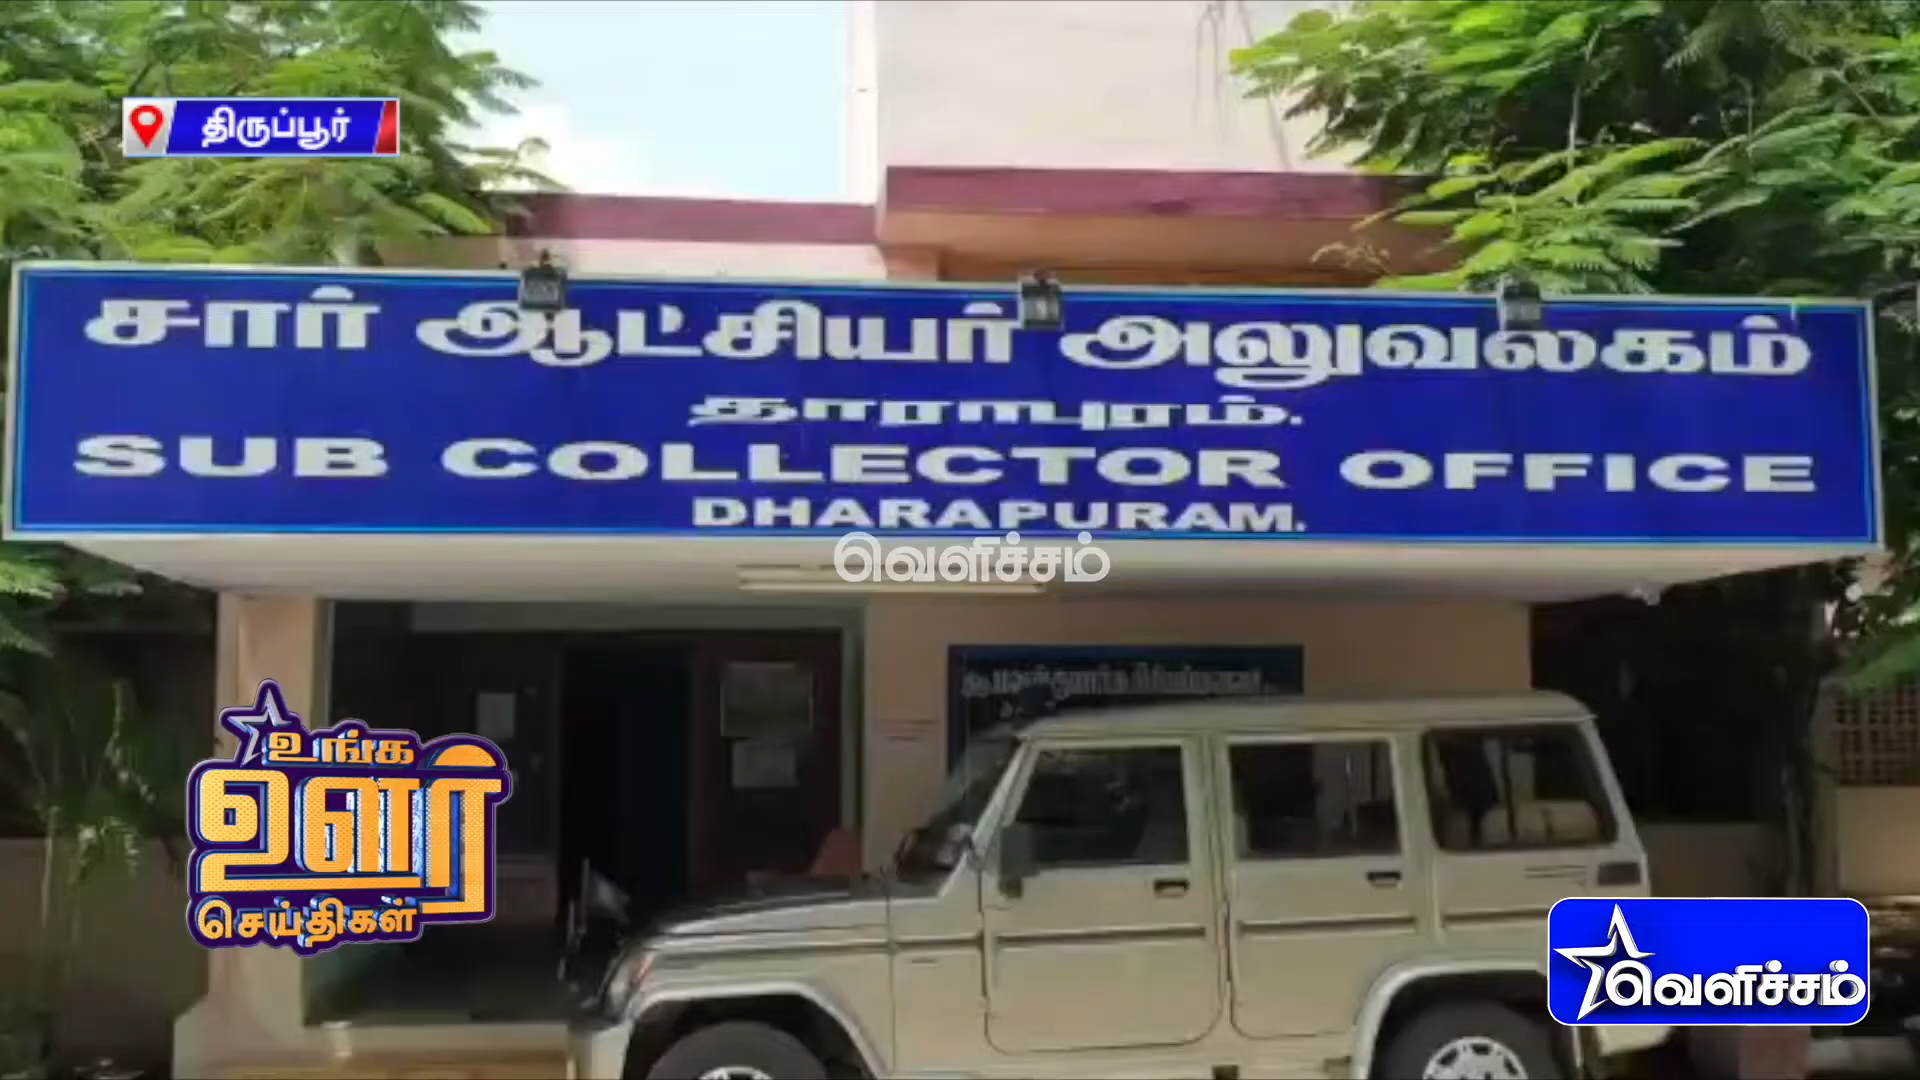 திருப்பூர்
சார் ஆட்சியர் அலுவலகம்
தாராபுரம்.
SUB COLLECTOR OFFICE
DHARAPURAM.
வெளிச்சம்
உங்க
ஊர்
செய்திகள்
வெளிச்சம்